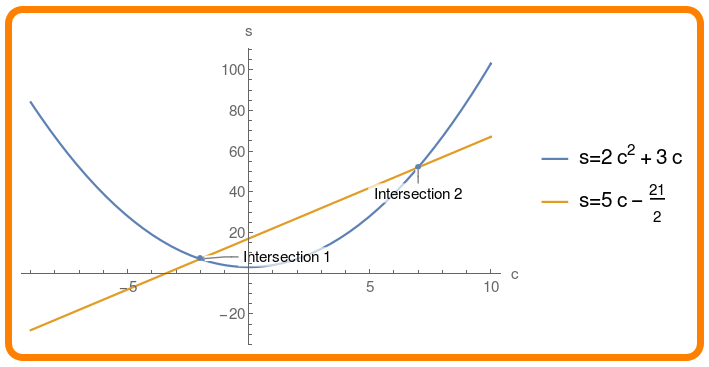 s
100
80
60
40
20
−20
−5
5
10
c
Intersection 1
Intersection 2
s=2 c² + 3 c
s=5 c − 21/2